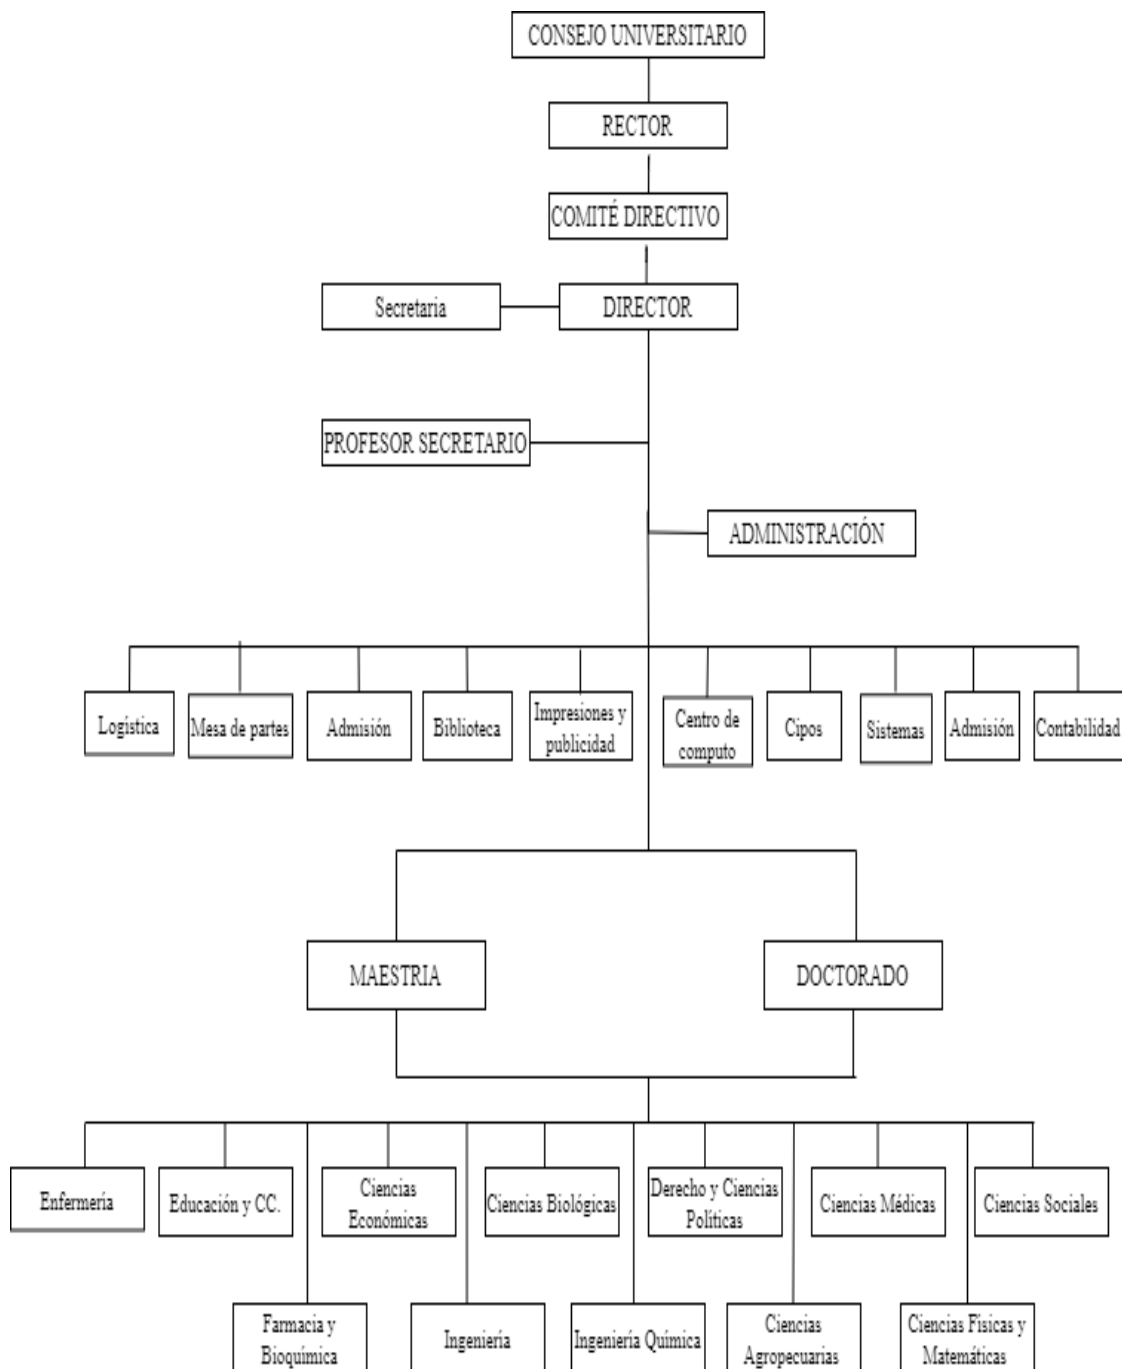 CONSEJO UNIVERSITARIO
RECTOR
COMITÉ DIRECTIVO
Secretaria
DIRECTOR
PROFESOR SECRETARIO
ADMINISTRACIÓN
Logística
Mesa de partes
Admisión
Biblioteca
Impresiones y
publicidad
Centro de
computo
Cipos
Sistemas
Admisión
Contabilidad
MAESTRIA
DOCTORADO
Enfermería
Educación y CC.
Ciencias
Económicas
Ciencias Biológicas
Derecho y Ciencias
Políticas
Ciencias Médicas
Ciencias Sociales
Farmacia y
Bioquímica
Ingeniería
Ingeniería Química
Ciencias
Agropecuarias
Ciencias Físicas y
Matemáticas